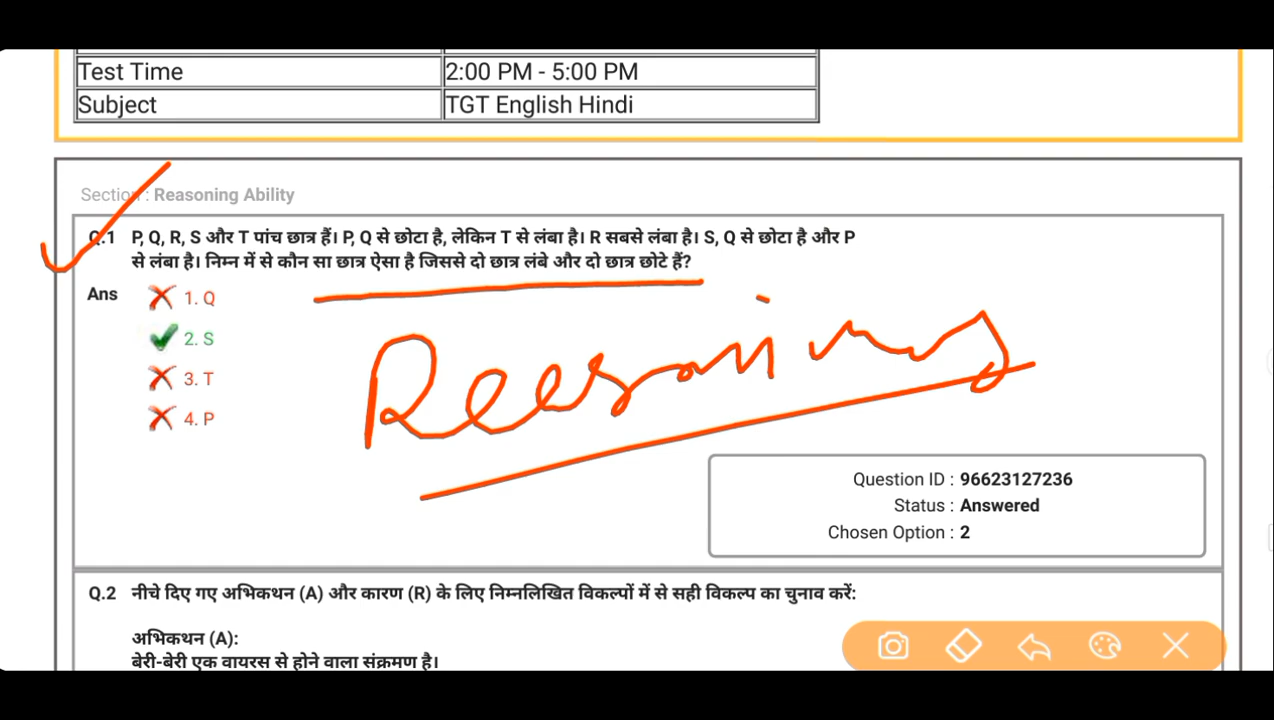 Test Time 2:00 PM - 5:00 PM
Subject TGT English Hindi
Section : Reasoning Ability
Q.1 P, Q, R, S और T पांच छात्र हैं। P, Q से छोटा है, लेकिन T से लंबा है। R सबसे लंबा है। S, Q से छोटा है और P
से लंबा है। निम्न में से कौन सा छात्र ऐसा है जिससे दो छात्र लंबे और दो छात्र छोटे हैं?
Ans 1. Q
2. S
3. T
4. P
Question ID : 96623127236
Status : Answered
Chosen Option : 2
Q.2 नीचे दिए गए अभिकथन (A) और कारण (R) के लिए निम्नलिखित विकल्पों में से सही विकल्प का चुनाव करें:
अभिकथन (A):
बेरी-बेरी एक वायरस से होने वाला संक्रमण है।